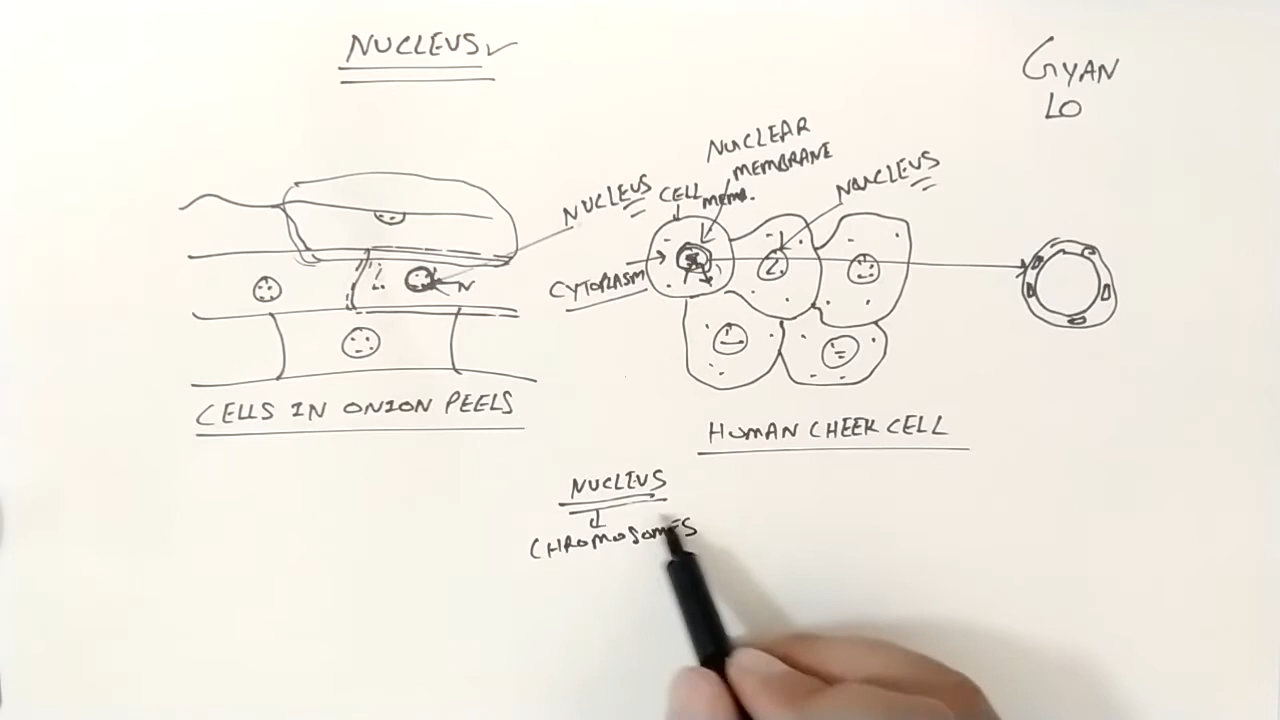 NUCLEUS
GYAN
LO
NUCLEAR
MEMBRANE
NUCLEUS
CELL
MEMB.
NUCLEUS
CYTOPLASM
N
CELLS IN ONION PEELS
HUMAN CHEEK CELL
NUCLEUS
CHROMOSOMES